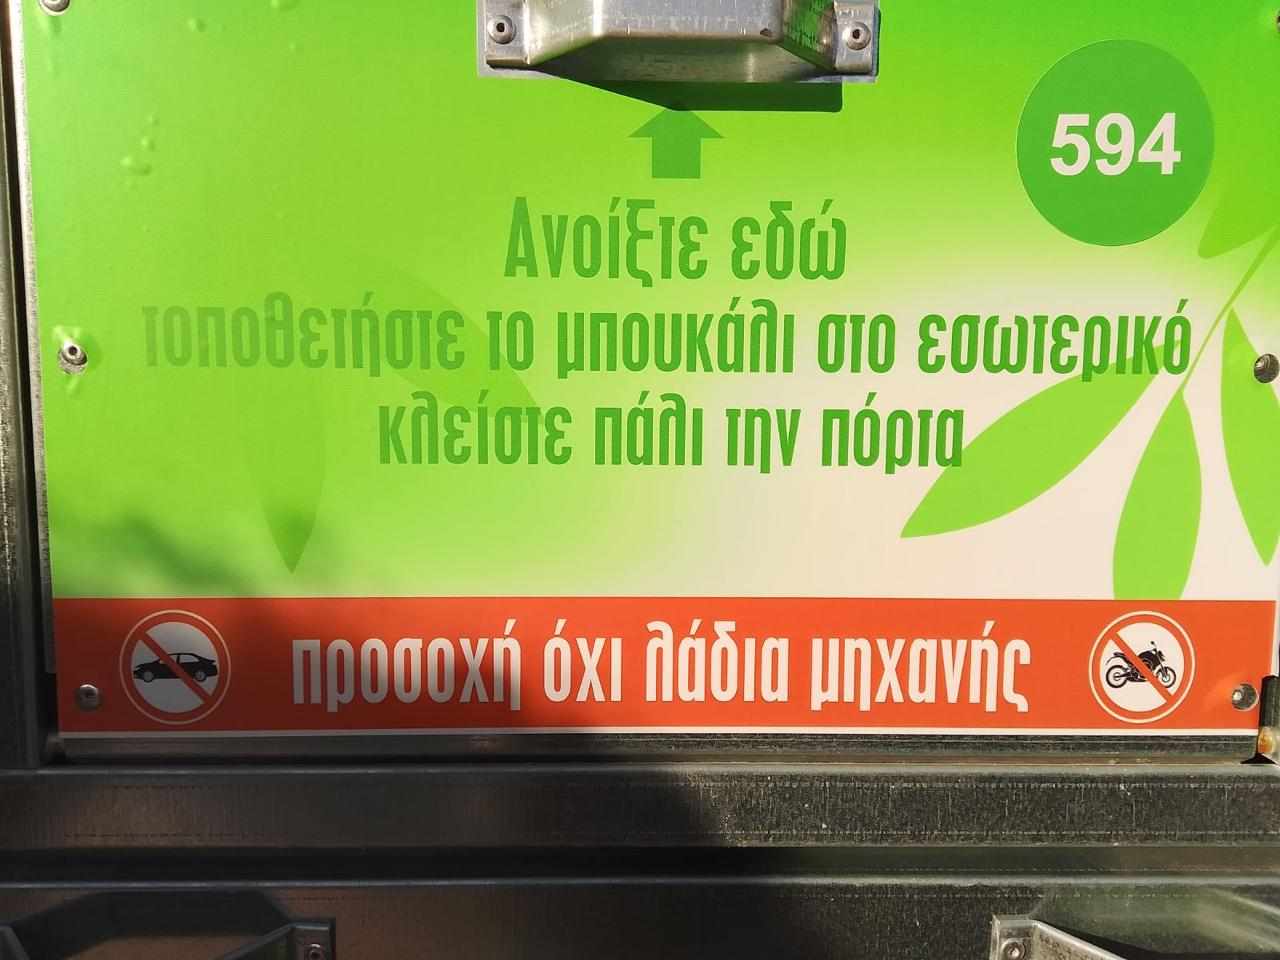 594
Ανοίξτε εδώ
τοποθετήστε το μπουκάλι στο εσωτερικό
κλείστε πάλι την πόρτα
προσοχή όχι λάδια μηχανής